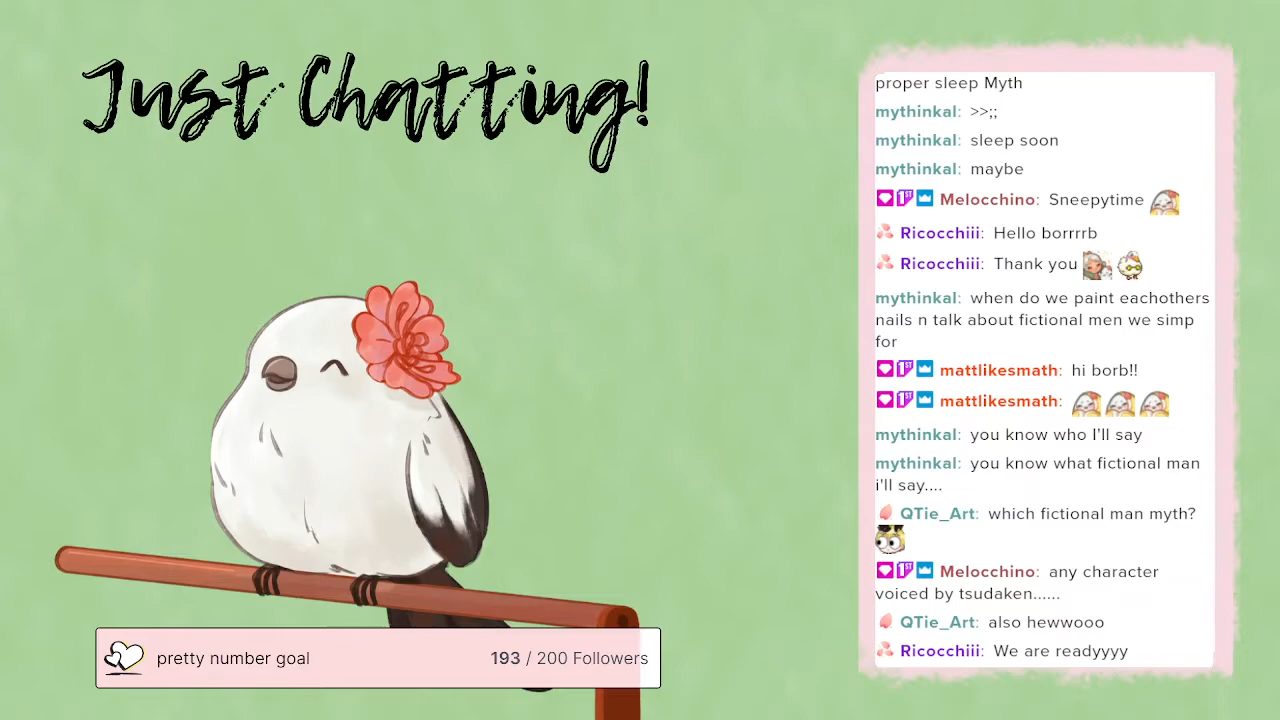 Just Chatting!
proper sleep Myth
mythinkal: >>;;
mythinkal: sleep soon
mythinkal: maybe
Melocchino: Sneepytime
Ricocchiii: Hello borrrrb
Ricocchiii: Thank you
mythinkal: when do we paint eachothers
nails n talk about fictional men we simp
for
mattlikesmath: hi borb!!
mattlikesmath:
mythinkal: you know who I'll say
mythinkal: you know what fictional man
i'll say....
QTie_Art: which fictional man myth?
Melocchino: any character
voiced by tsudaken......
QTie_Art: also hewwooo
Ricocchiii: We are readyyyy
pretty number goal
193 / 200 Followers